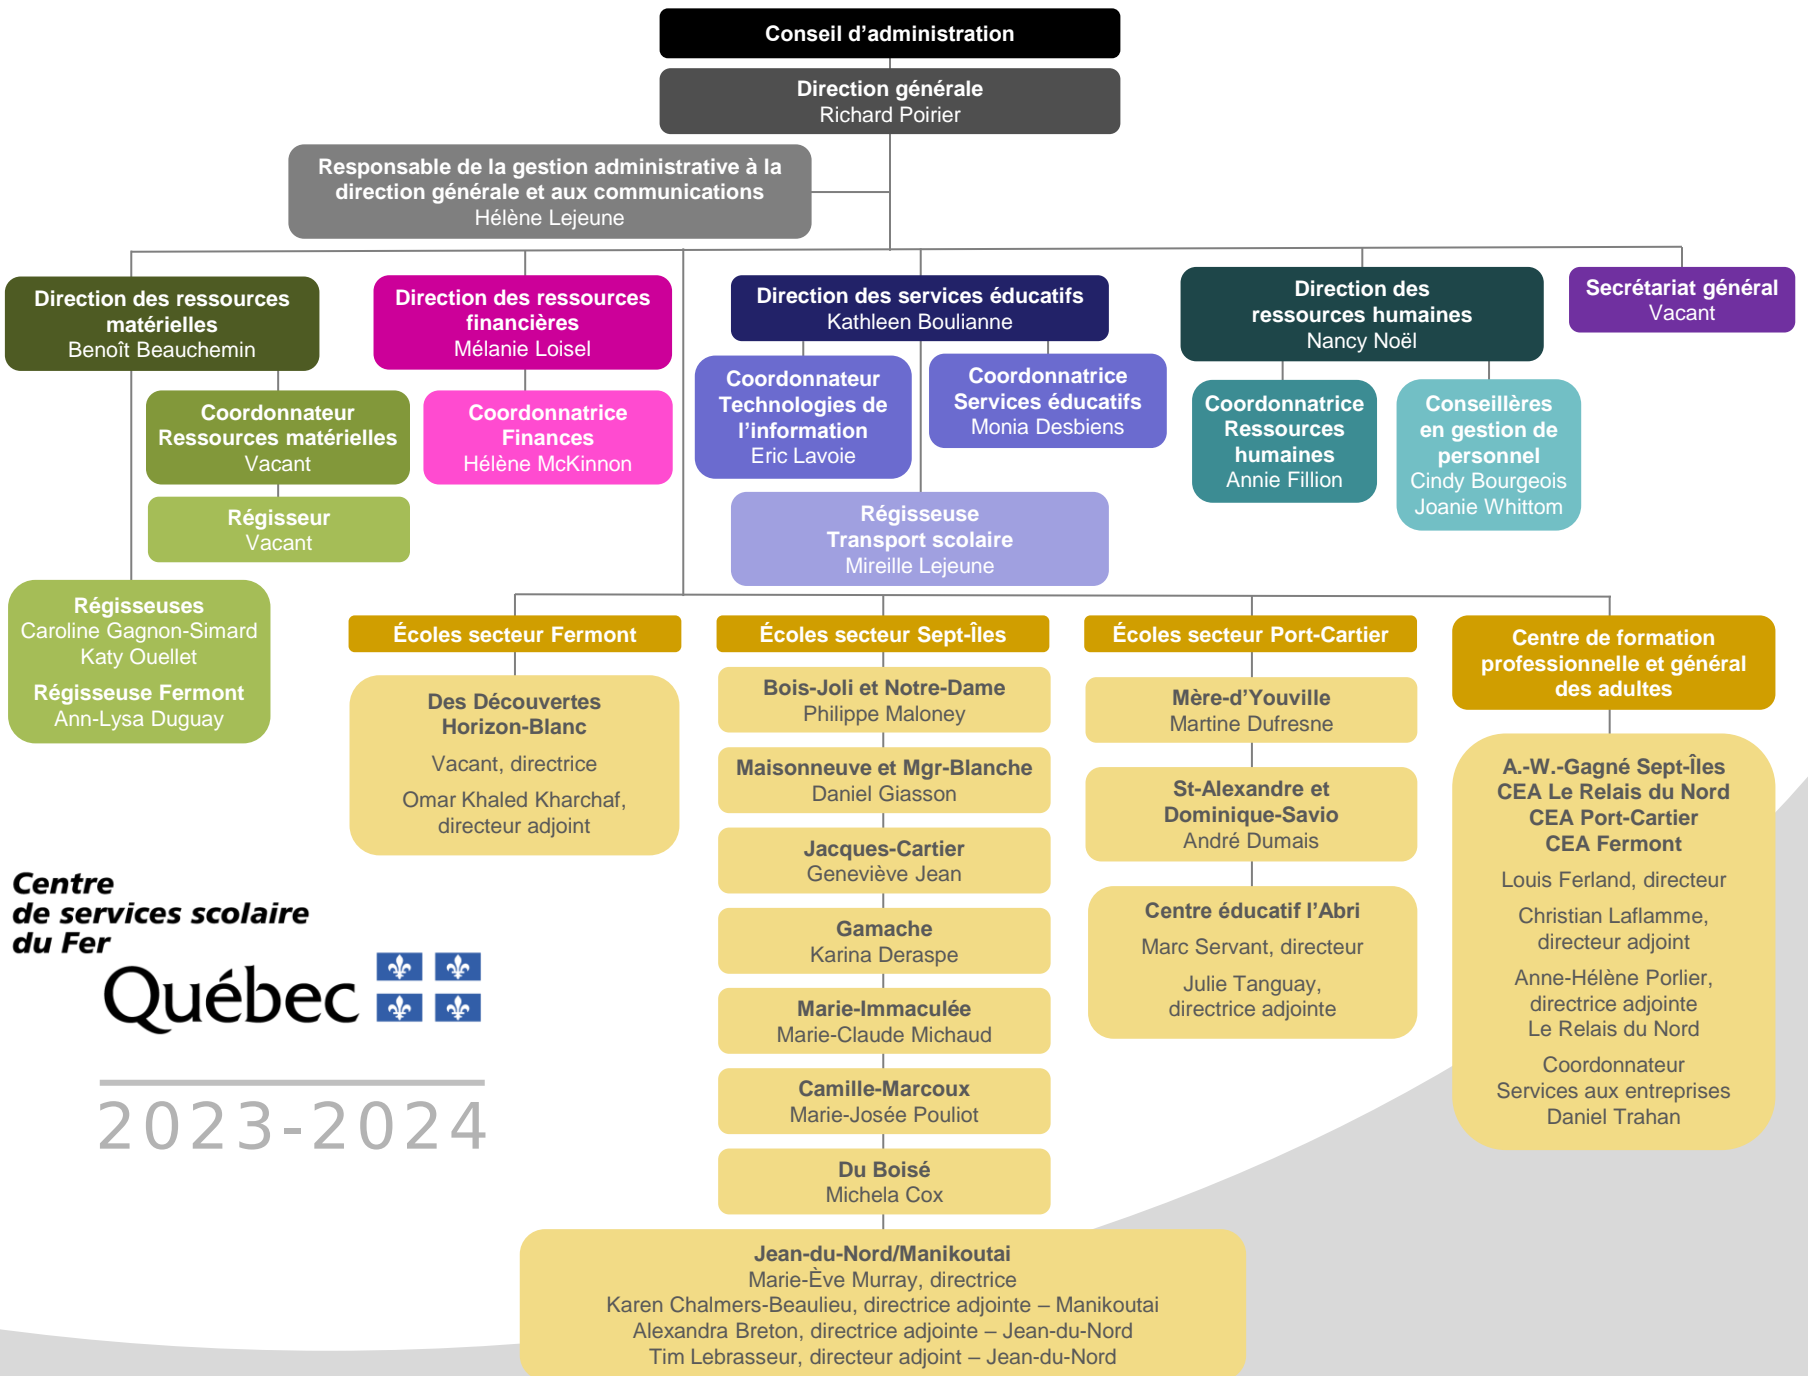 Conseil d’administration
Direction générale
Richard Poirier
Responsable de la gestion administrative à la
direction générale et aux communications
Hélène Lejeune
Direction des ressources
matérielles
Benoît Beauchemin
Direction des ressources
financières
Mélanie Loisel
Direction des services éducatifs
Kathleen Boulianne
Direction des
ressources humaines
Nancy Noël
Secrétariat général
Vacant
Coordonnateur
Ressources matérielles
Vacant
Régisseur
Vacant
Régisseuses
Caroline Gagnon-Simard
Katy Ouellet
Régisseuse Fermont
Ann-Lysa Duguay
Coordonnatrice
Finances
Hélène McKinnon
Coordonnateur
Technologies de
l’information
Eric Lavoie
Coordonnatrice
Services éducatifs
Monia Desbiens
Régisseuse
Transport scolaire
Mireille Lejeune
Coordonnatrice
Ressources
humaines
Annie Fillion
Conseillères
en gestion de
personnel
Cindy Bourgeois
Joanie Whittom
Écoles secteur Fermont
Des Découvertes
Horizon-Blanc
Vacant, directrice
Omar Khaled Kharchaf,
directeur adjoint
Écoles secteur Sept-Îles
Bois-Joli et Notre-Dame
Philippe Maloney
Maisonneuve et Mgr-Blanche
Daniel Giasson
Jacques-Cartier
Geneviève Jean
Gamache
Karina Deraspe
Marie-Immaculée
Marie-Claude Michaud
Camille-Marcoux
Marie-Josée Pouliot
Du Boisé
Michela Cox
Jean-du-Nord/Manikoutai
Marie-Ève Murray, directrice
Karen Chalmers-Beaulieu, directrice adjointe – Manikoutai
Alexandra Breton, directrice adjointe – Jean-du-Nord
Tim Lebrasseur, directeur adjoint – Jean-du-Nord
Écoles secteur Port-Cartier
Mère-d’Youville
Martine Dufresne
St-Alexandre et
Dominique-Savio
André Dumais
Centre éducatif l’Abri
Marc Servant, directeur
Julie Tanguay,
directrice adjointe
Centre de formation
professionnelle et général
des adultes
A.-W.-Gagné Sept-Îles
CEA Le Relais du Nord
CEA Port-Cartier
CEA Fermont
Louis Ferland, directeur
Christian Laflamme,
directeur adjoint
Anne-Hélène Porlier,
directrice adjointe
Le Relais du Nord
Coordonnateur
Services aux entreprises
Daniel Trahan
Centre
de services scolaire
du Fer
Québec
2023-2024